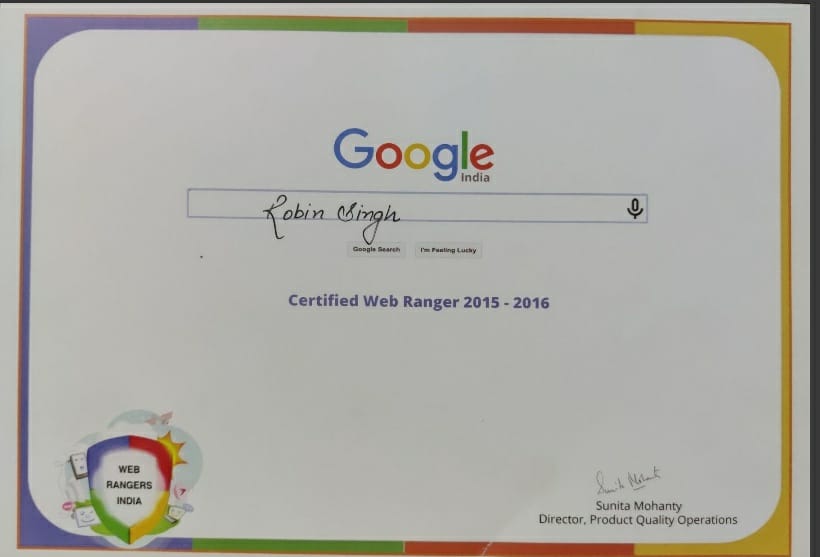 Google
India
Robin Singh
Google Search I'm Feeling Lucky
Certified Web Ranger 2015 - 2016
WEB
RANGERS
INDIA
Sunita Mohanty
Sunita Mohanty
Director, Product Quality Operations